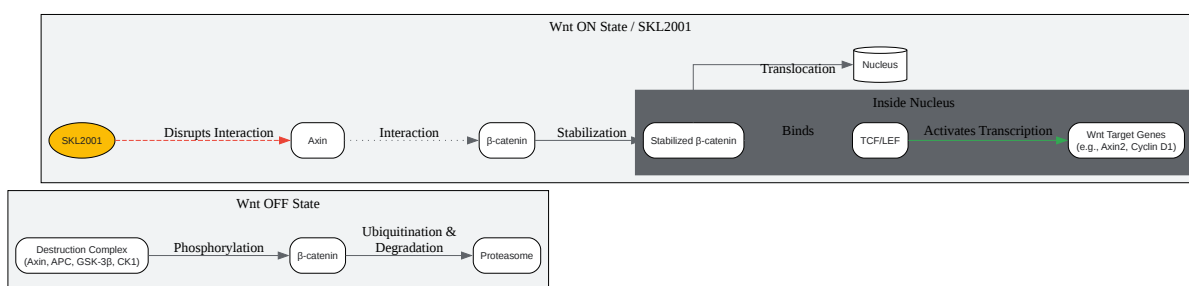 Wnt ON State / SKL2001
Translocation
Nucleus
Inside Nucleus
SKL2001
Disrupts Interaction
Axin
Interaction
β-catenin
Stabilization
Stabilized β-catenin
Binds
TCF/LEF
Activates Transcription
Wnt Target Genes
(e.g., Axin2, Cyclin D1)
Wnt OFF State
Destruction Complex
(Axin, APC, GSK-3β, CK1)
Phosphorylation
β-catenin
Ubiquitination &
Degradation
Proteasome